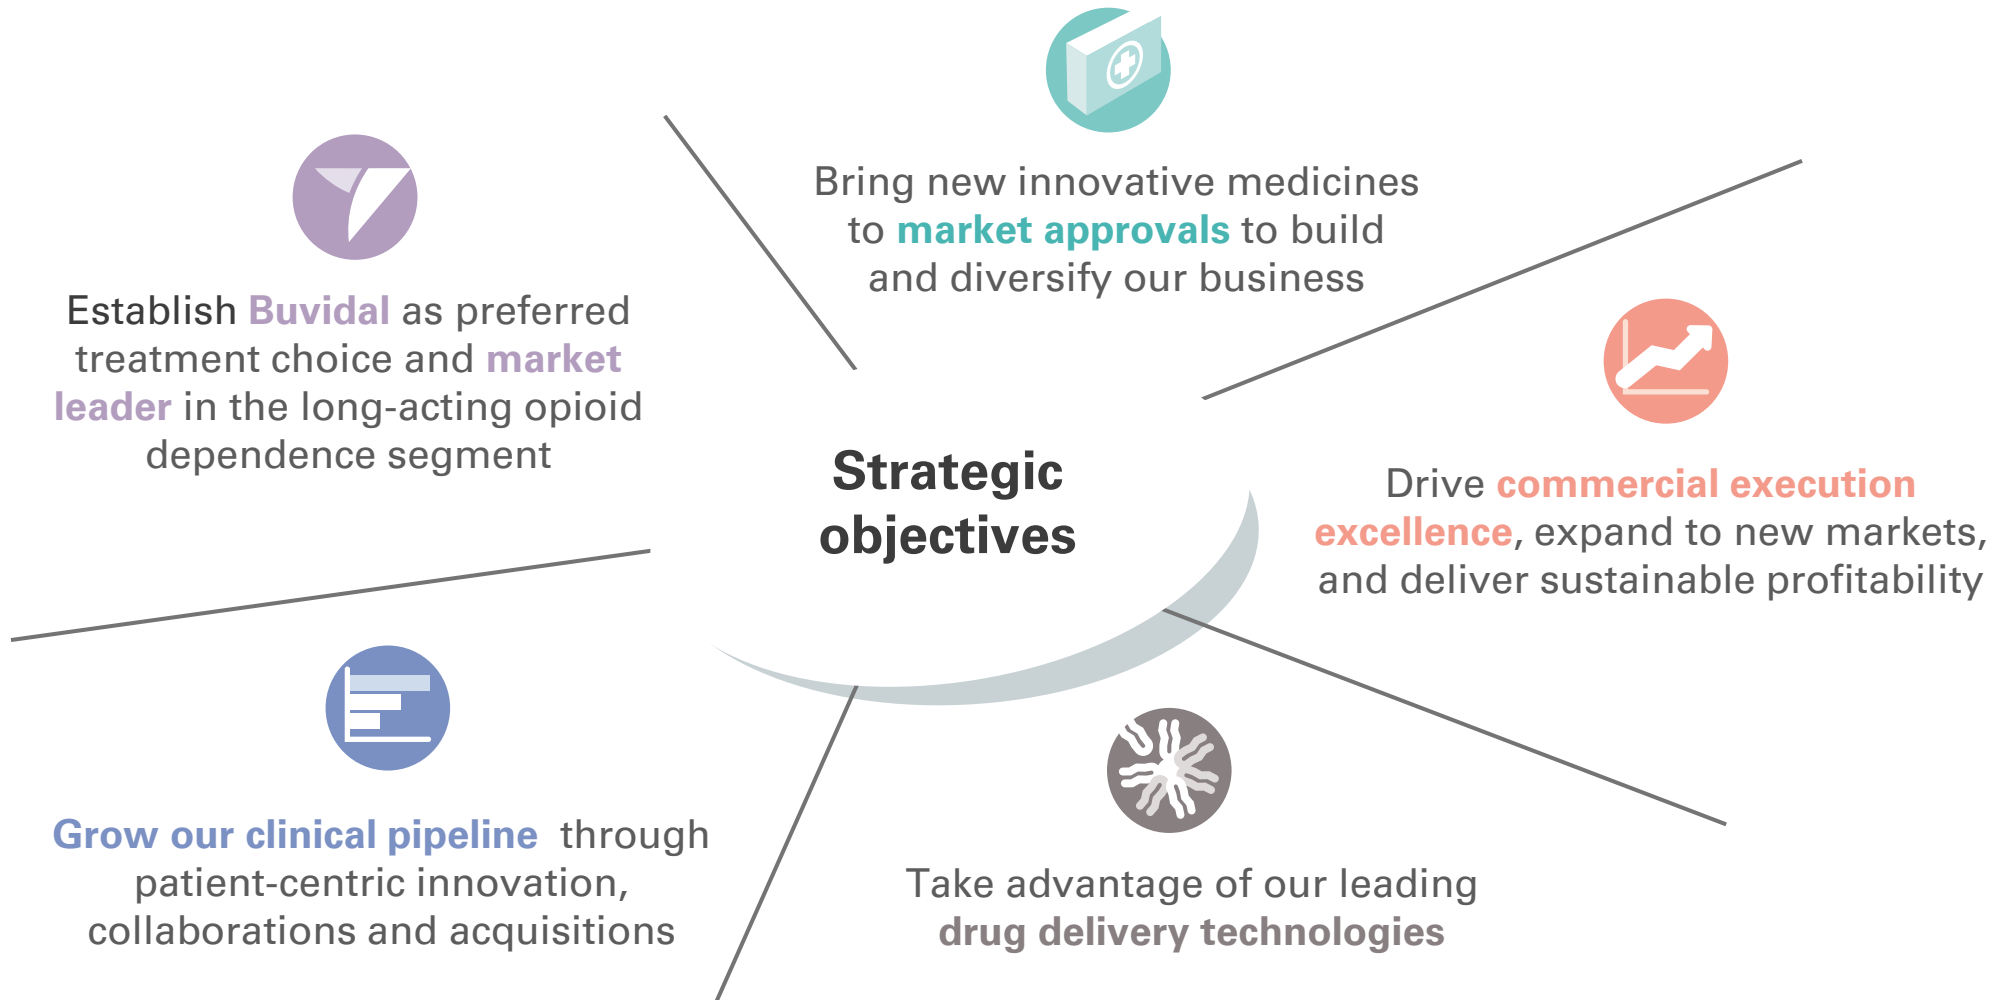 Bring new innovative medicines
to market approvals to build
and diversify our business
Establish Buvidal as preferred
treatment choice and market
leader in the long-acting opioid
dependence segment
Strategic
objectives
Drive commercial execution
excellence, expand to new markets,
and deliver sustainable profitability
Grow our clinical pipeline through
patient-centric innovation,
collaborations and acquisitions
Take advantage of our leading
drug delivery technologies